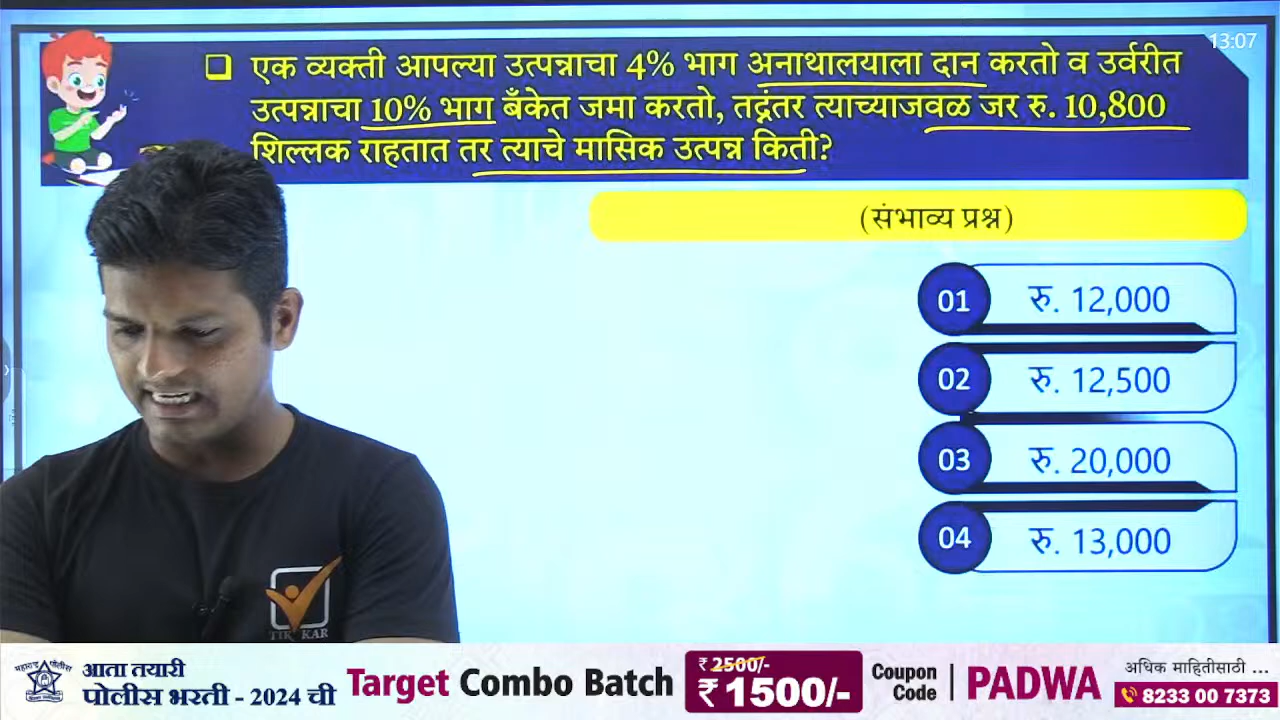 13:07
❑ एक व्यक्ती आपल्या उत्पन्नाचा 4% भाग अनाथालयाला दान करतो व उर्वरीत
उत्पन्नाचा 10% भाग बँकेत जमा करतो, तद्नंतर त्याच्याजवळ जर रु. 10,800
शिल्लक राहतात तर त्याचे मासिक उत्पन्न किती?
(संभाव्य प्रश्न)
01 रु. 12,000
02 रु. 12,500
03 रु. 20,000
04 रु. 13,000
महाराष्ट्र पोलीस
आता तयारी
पोलीस भरती - 2024 ची
Target Combo Batch
₹ 2500/-
₹ 1500/-
Coupon
Code
PADWA
अधिक माहितीसाठी ...
8233 00 7373